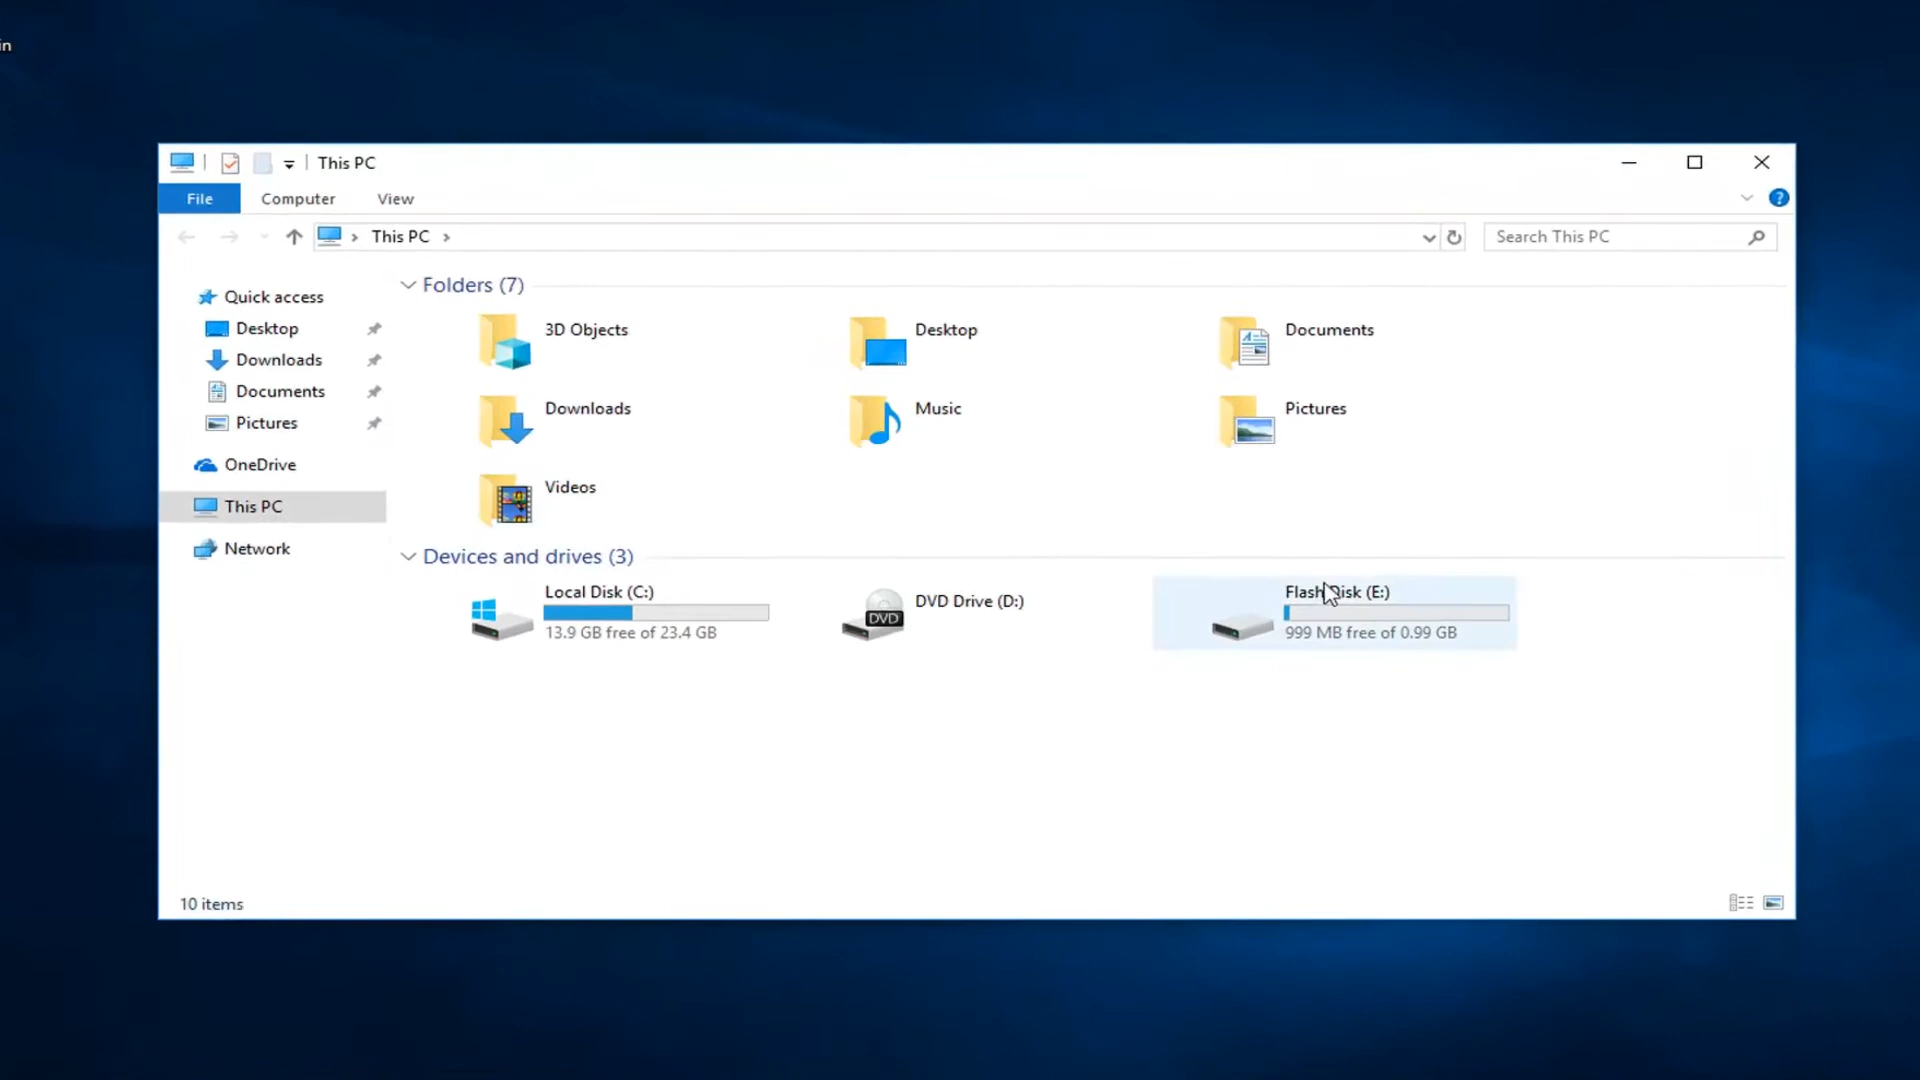 in
This PC
File
Computer
View
This PC
Search This PC
Quick access
Desktop
Downloads
Documents
Pictures
OneDrive
This PC
Network
Folders (7)
3D Objects
Desktop
Documents
Downloads
Music
Pictures
Videos
Devices and drives (3)
Local Disk (C:)
13.9 GB free of 23.4 GB
DVD
DVD Drive (D:)
Flash Disk (E:)
999 MB free of 0.99 GB
10 items